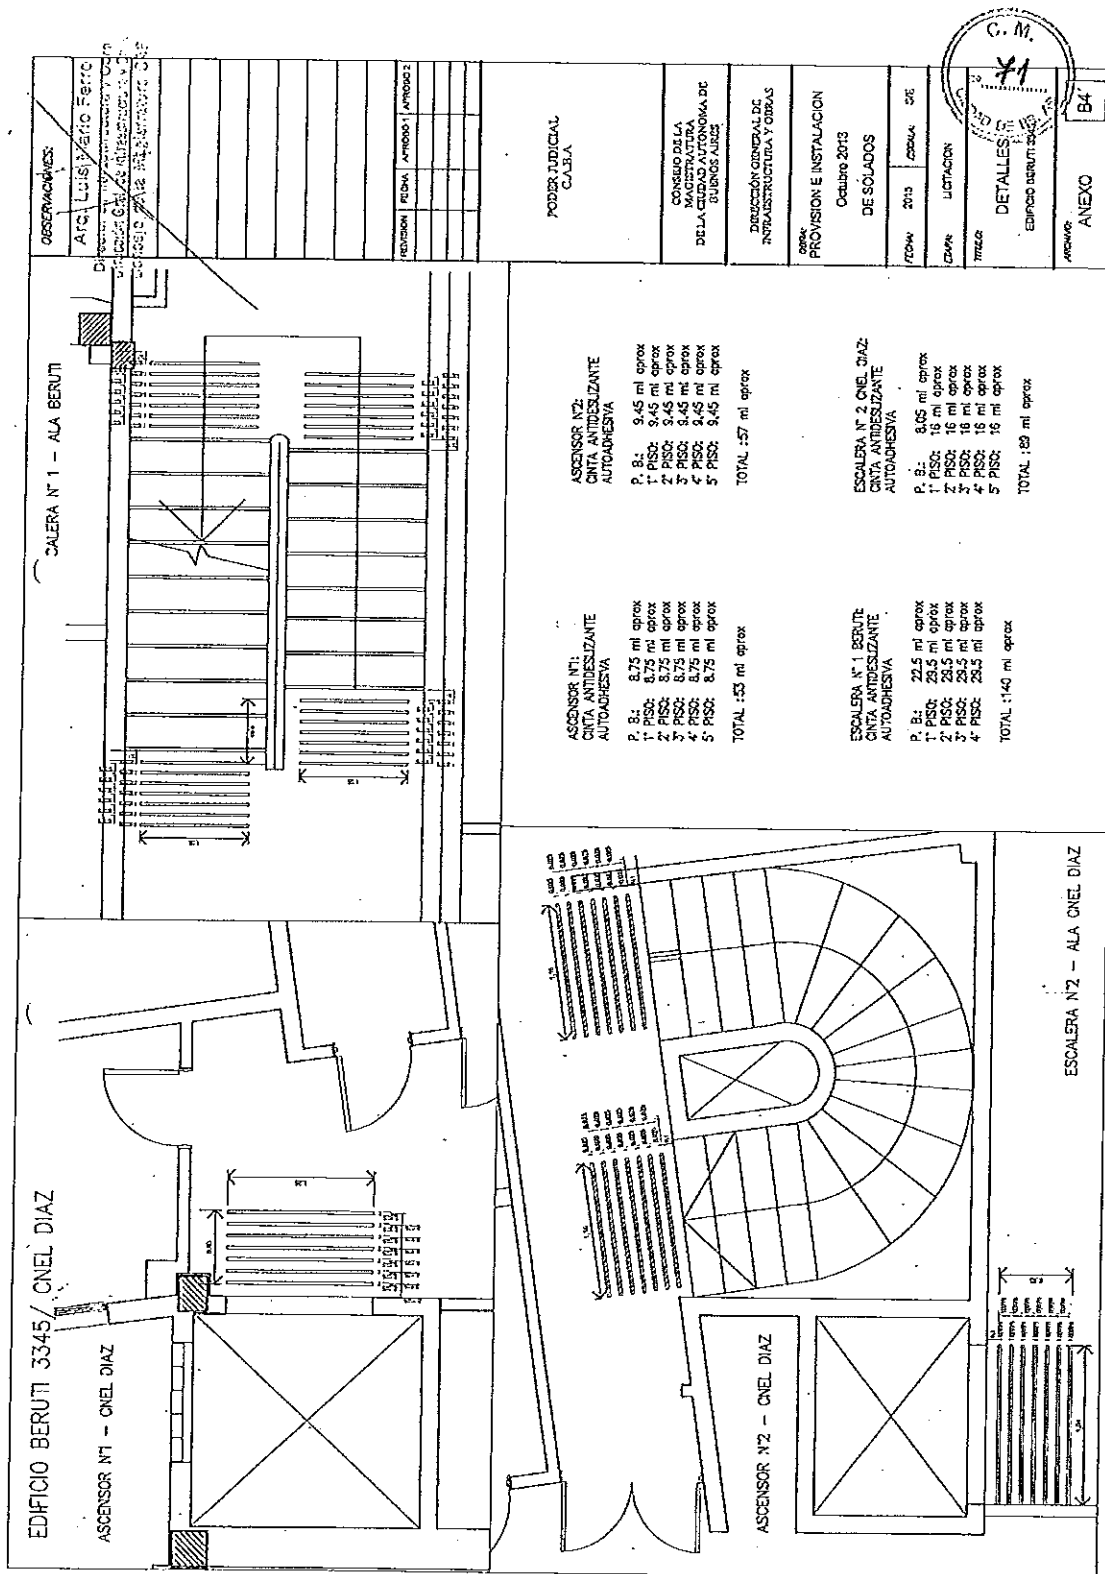 EDIFICIO BERUTI 3345/ CNEL DIAZ
ASCENSOR N°1 - CNEL DIAZ
CALERA N° 1 - ALA BERUTI
ASCENSOR N°2 - CNEL DIAZ
ESCALERA N°2 - ALA CNEL DIAZ
ASCENSOR N°1:
CINTA ANTIDESLIZANTE
AUTOADHESIVA
P. B.: 8.75 ml aprox
1° PISO: 8.75 ml aprox
2° PISO: 8.75 ml aprox
3° PISO: 8.75 ml aprox
4° PISO: 8.75 ml aprox
5° PISO: 8.75 ml aprox
TOTAL :53 ml aprox
ASCENSOR N°2:
CINTA ANTIDESLIZANTE
AUTOADHESIVA
P. B.: 9.45 ml aprox
1° PISO: 9.45 ml aprox
2° PISO: 9.45 ml aprox
3° PISO: 9.45 ml aprox
4° PISO: 9.45 ml aprox
5° PISO: 9.45 ml aprox
TOTAL :57 ml aprox
ESCALERA N° 1 BERUTI:
CINTA ANTIDESLIZANTE
AUTOADHESIVA
P. B.: 22.5 ml aprox
1° PISO: 29.5 ml aprox
2° PISO: 29.5 ml aprox
3° PISO: 29.5 ml aprox
4° PISO: 29.5 ml aprox
TOTAL :140 ml aprox
ESCALERA N° 2 CNEL DIAZ:
CINTA ANTIDESLIZANTE
AUTOADHESIVA
P. B.: 8.05 ml aprox
1° PISO: 16 ml aprox
2° PISO: 16 ml aprox
3° PISO: 16 ml aprox
4° PISO: 16 ml aprox
5° PISO: 16 ml aprox
TOTAL :89 ml aprox
OBSERVACIONES:
Arq. Luis Mario Ferro
REVISION FECHA APROBO 1 APROBO 2
PODER JUDICIAL
C.A.B.A.
CONSEJO DE LA
MAGISTRATURA
DE LA CIUDAD AUTONOMA DE
BUENOS AIRES
DIRECCIÓN GENERAL DE
INFRAESTRUCTURA Y OBRAS
OBRA:
PROVISION E INSTALACION
Octubre 2013
DE SOLADOS
FECHA: 2013 ESCALA: S/E
ETAPA: LICITACION
TITULO:
DETALLES
EDIFICIO BERUTI 3345
ARCHIVO:
ANEXO B4
C. M.
71